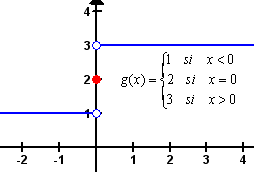 4
3
1 si x < 0
2
g(x) = 2 si x = 0
3 si x > 0
1
-2 -1 1 2 3 4